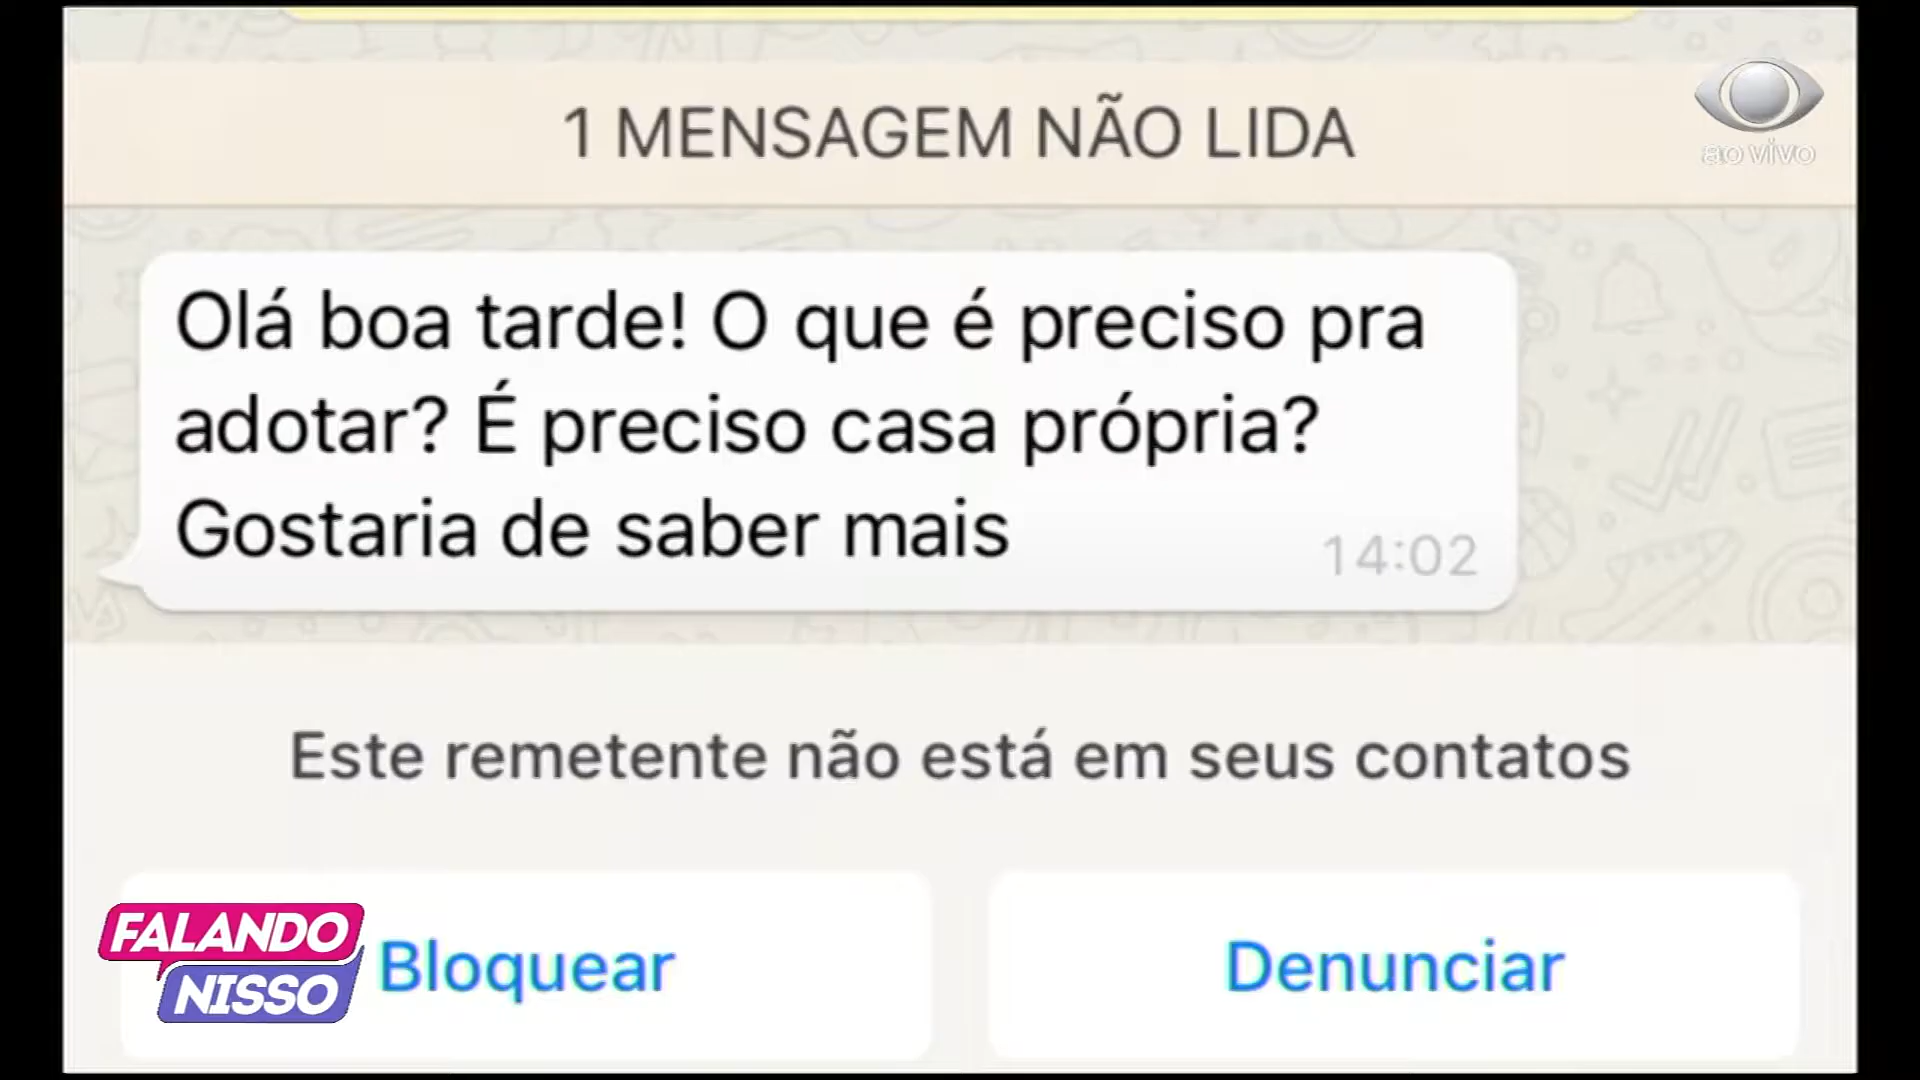 1 MENSAGEM NÃO LIDA
ao vivo
Olá boa tarde! O que é preciso pra
adotar? É preciso casa própria?
Gostaria de saber mais
14:02
Este remetente não está em seus contatos
FALANDO
NISSO
Bloquear
Denunciar